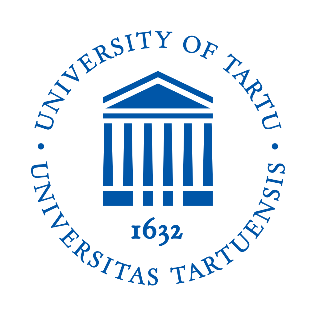 UNIVERSITY OF TARTU
1632
UNIVERSITAS TARTUENSIS